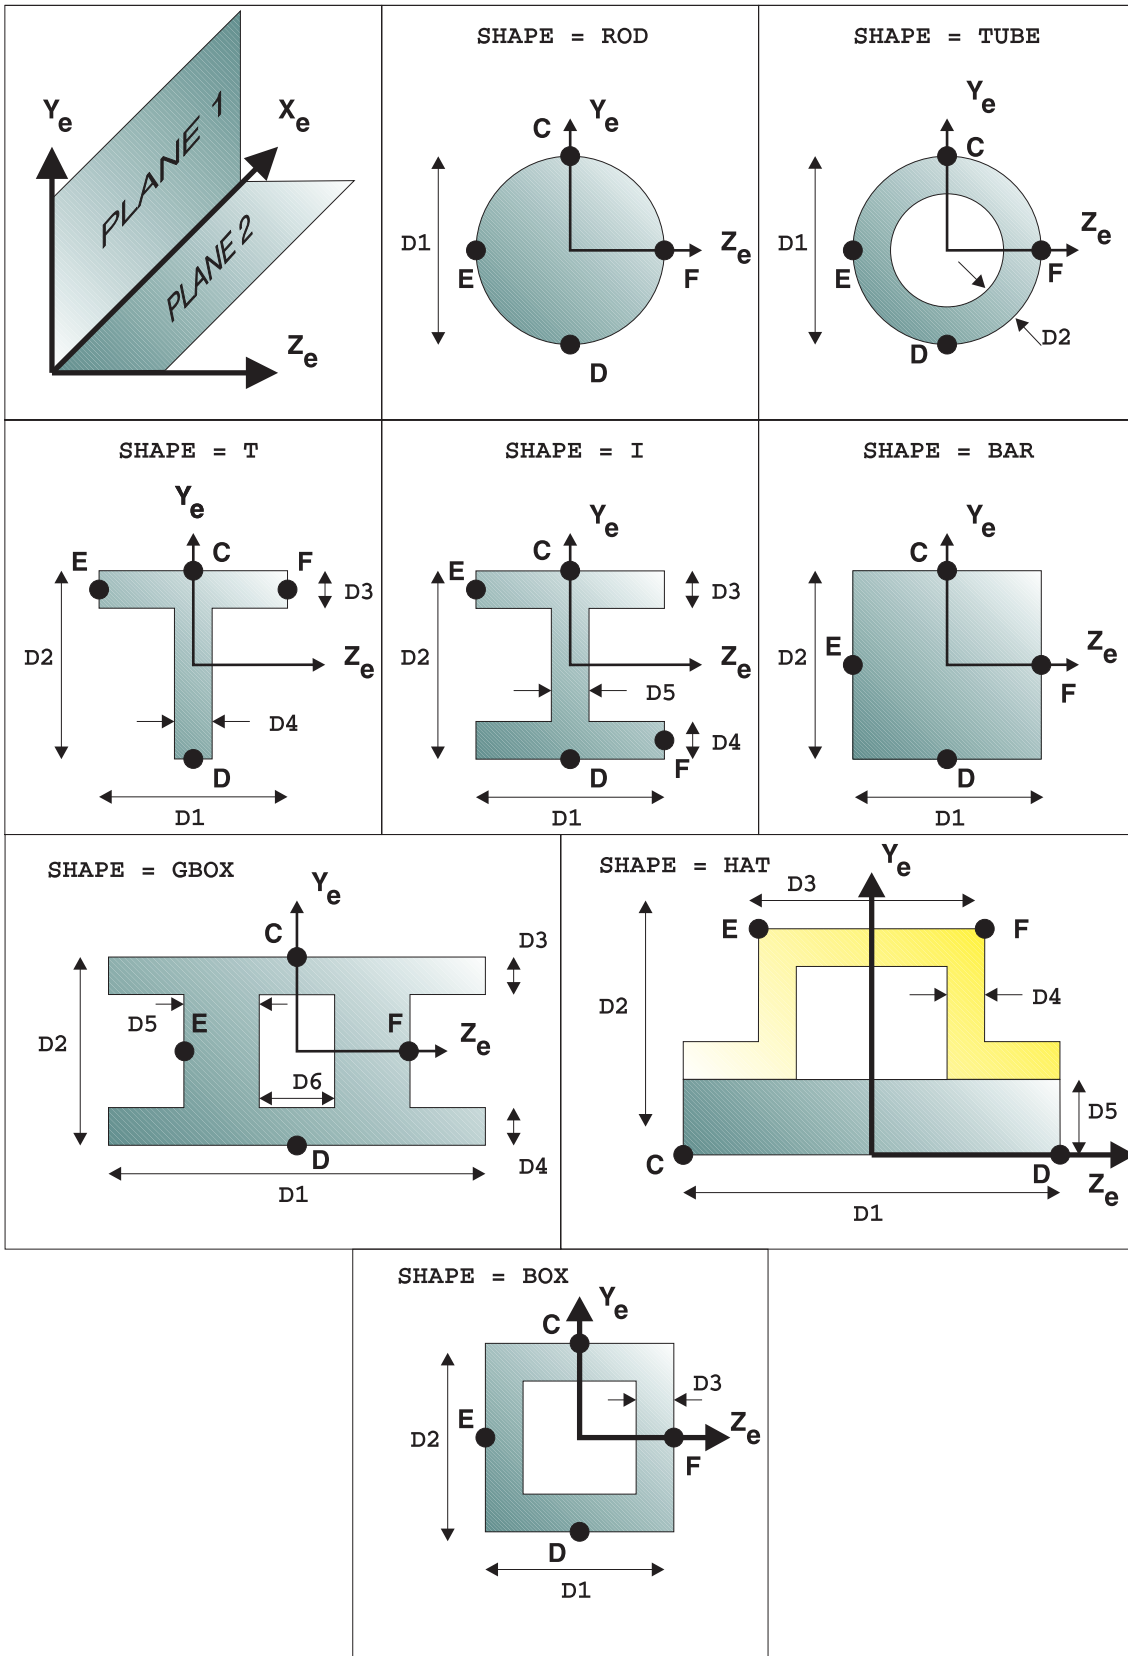 SHAPE = ROD
SHAPE = TUBE
Ye
Xe
PLANE 1
PLANE 2
Ze
C
Ye
D1
Ze
E
F
D
Ye
C
D1
Ze
E
F
D2
D
SHAPE = T
SHAPE = I
SHAPE = BAR
Ye
E
C
F
D3
D2
Ze
D4
D
D1
Ye
E
C
D3
D2
Ze
D5
D4
D
F
D1
Ye
C
D2
E
Ze
F
D
D1
SHAPE = GBOX
Ye
C
D3
D5
E
F
D2
Ze
D6
D4
D
D1
SHAPE = HAT
Ye
D3
E
F
D2
D4
D5
C
D
Ze
D1
SHAPE = BOX
Ye
C
D3
E
D2
Ze
F
D
D1